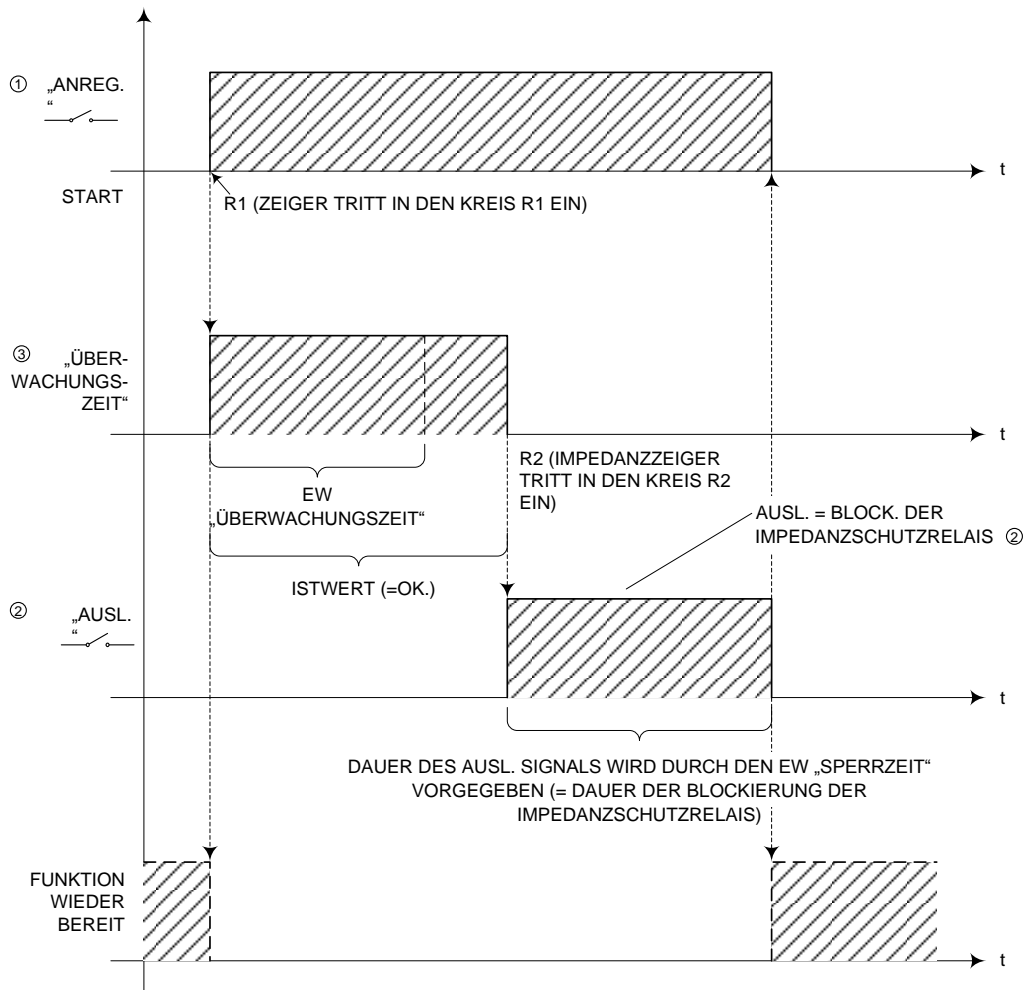 ① „ANREG.
“
t
START
R1 (ZEIGER TRITT IN DEN KREIS R1 EIN)
③ „ÜBER-
WACHUNGS-
ZEIT“
t
R2 (IMPEDANZZEIGER
TRITT IN DEN KREIS R2
EIN)
EW
„ÜBERWACHUNGSZEIT“
AUSL. = BLOCK. DER
IMPEDANZSCHUTZRELAIS ②
ISTWERT (=OK.)
② „AUSL.
“
t
DAUER DES AUSL. SIGNALS WIRD DURCH DEN EW „SPERRZEIT“
VORGEGEBEN (= DAUER DER BLOCKIERUNG DER
IMPEDANZSCHUTZRELAIS)
FUNKTION
WIEDER
BEREIT
t